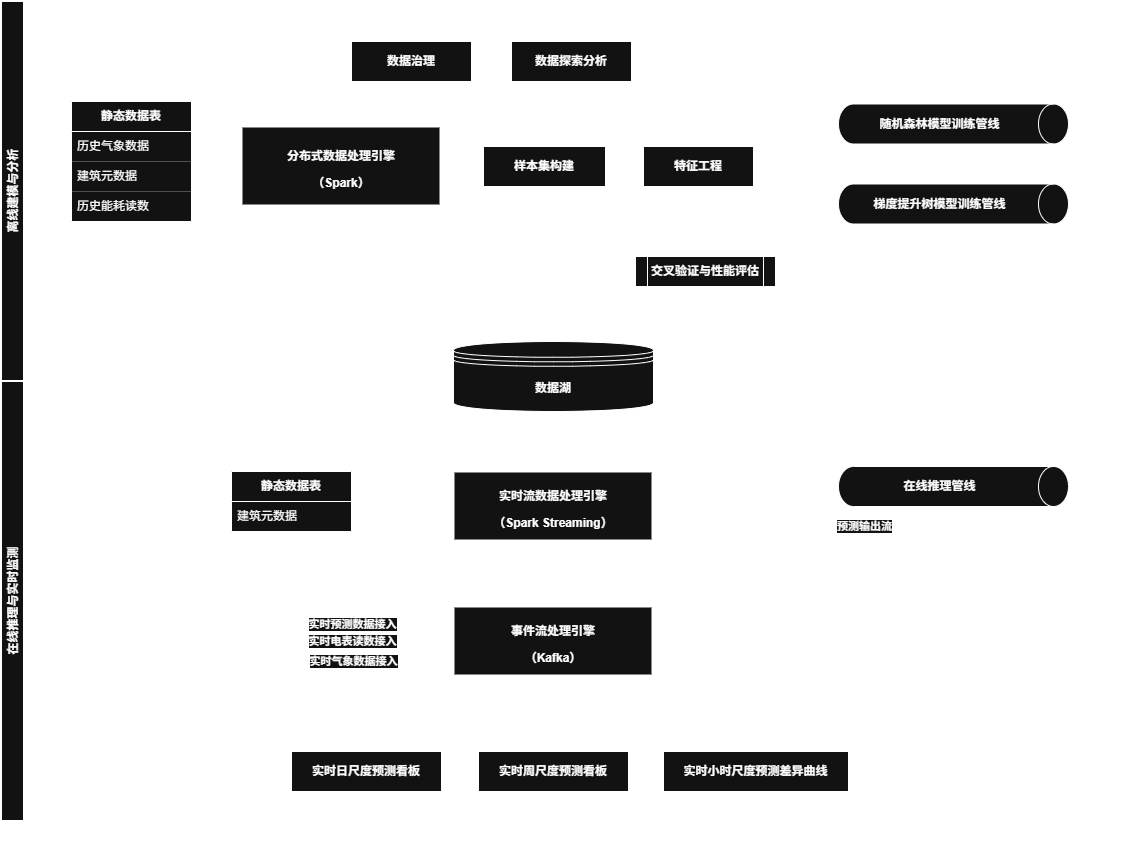 离线建模与分析
数据治理
数据探索分析
静态数据表
历史气象数据
建筑元数据
历史能耗读数
分布式数据处理引擎
（Spark）
样本集构建
特征工程
随机森林模型训练管线
梯度提升树模型训练管线
交叉验证与性能评估
数据湖
在线推理与实时监测
静态数据表
建筑元数据
实时流数据处理引擎
（Spark Streaming）
在线推理管线
预测输出流
实时预测数据接入
实时电表读数接入
实时气象数据接入
事件流处理引擎
（Kafka）
实时日尺度预测看板
实时周尺度预测看板
实时小时尺度预测差异曲线